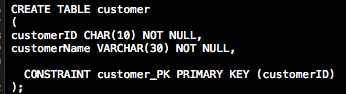 CREATE TABLE customer
(
customerID CHAR(10) NOT NULL,
customerName VARCHAR(30) NOT NULL,
CONSTRAINT customer_PK PRIMARY KEY (customerID)
);